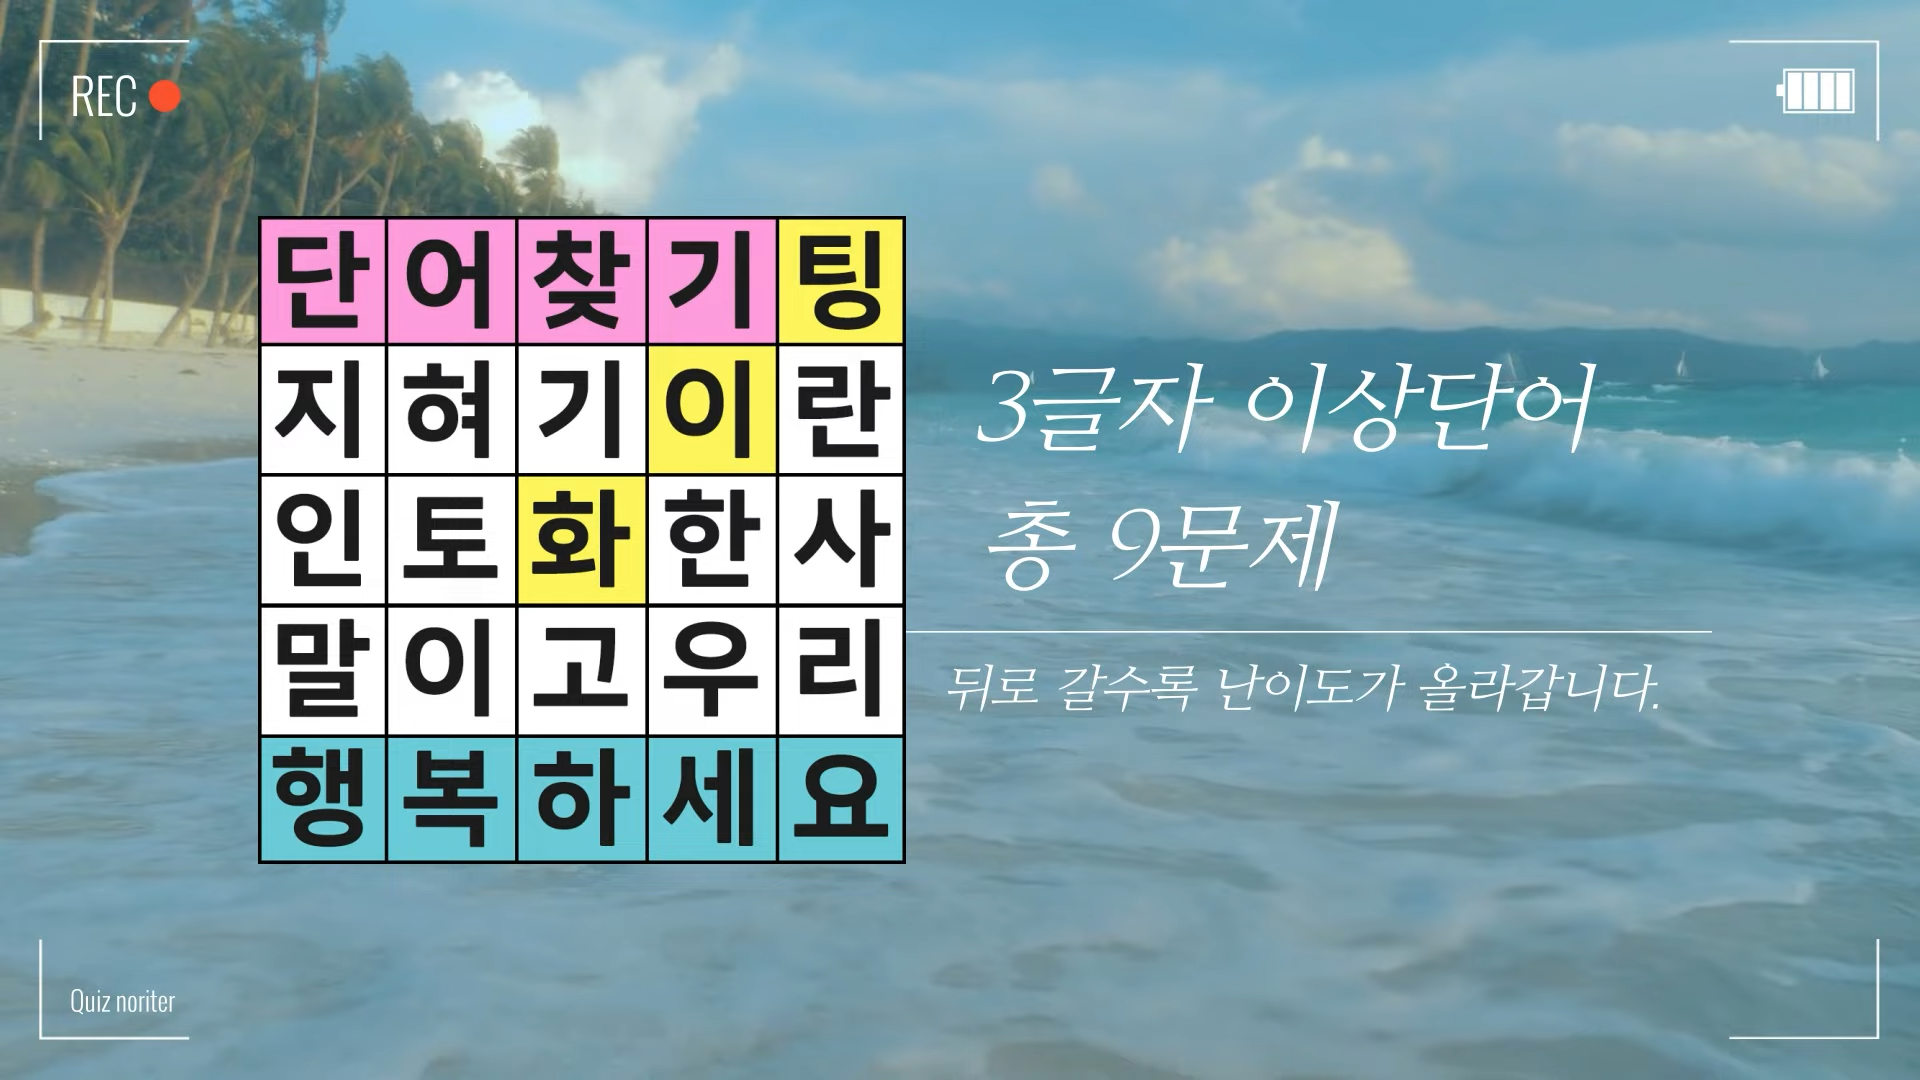 REC
단어찾기팅
지혀기이란
인토화한사
말이고우리
행복하세요
3글자 이상단어
총 9문제
뒤로 갈수록 난이도가 올라갑니다.
Quiz noriter